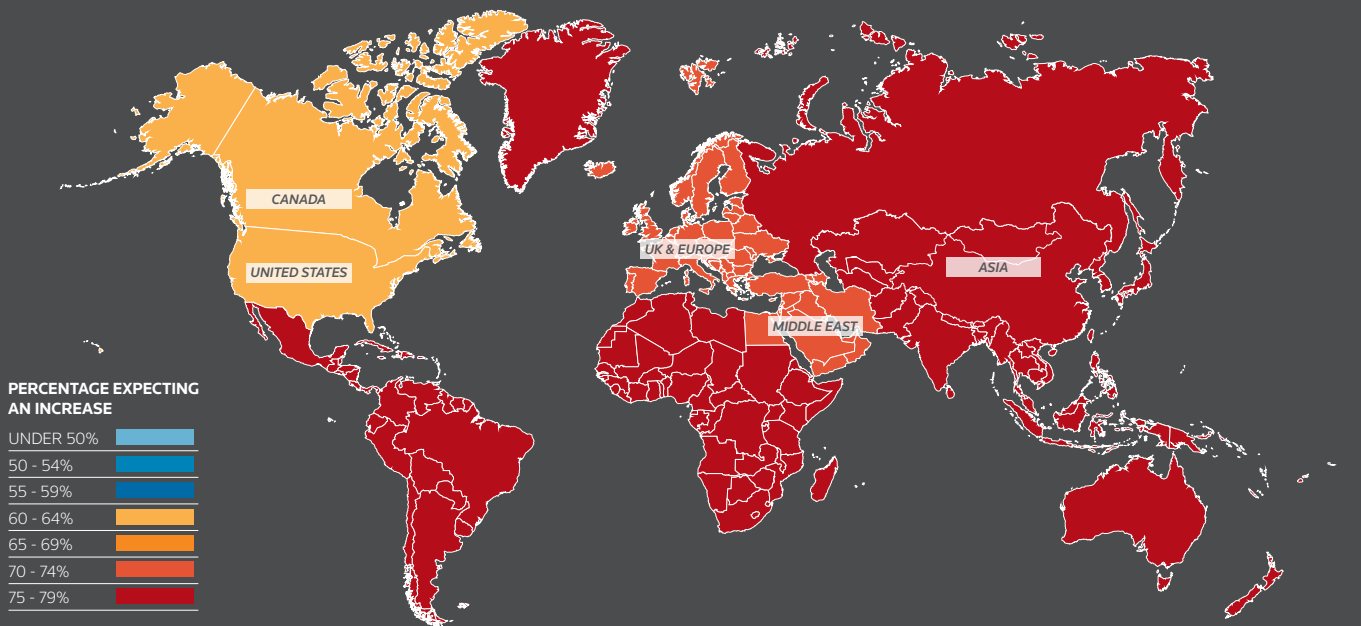 CANADA
UNITED STATES
UK & EUROPE
ASIA
MIDDLE EAST
PERCENTAGE EXPECTING
AN INCREASE
UNDER 50%
50 - 54%
55 - 59%
60 - 64%
65 - 69%
70 - 74%
75 - 79%